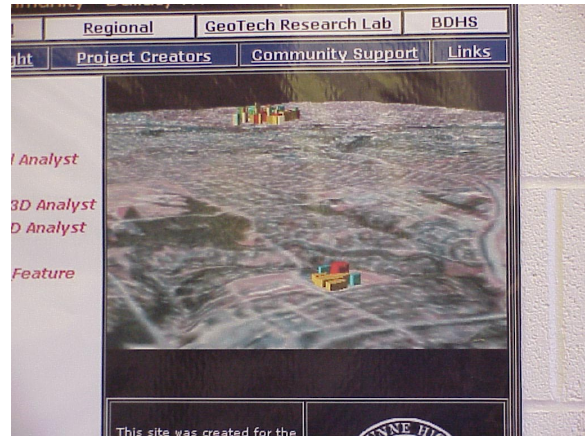 Regional GeoTech Research Lab BDHS
ght Project Creators Community Support Links
Analyst
3D Analyst
D Analyst
Feature
This site was created for the